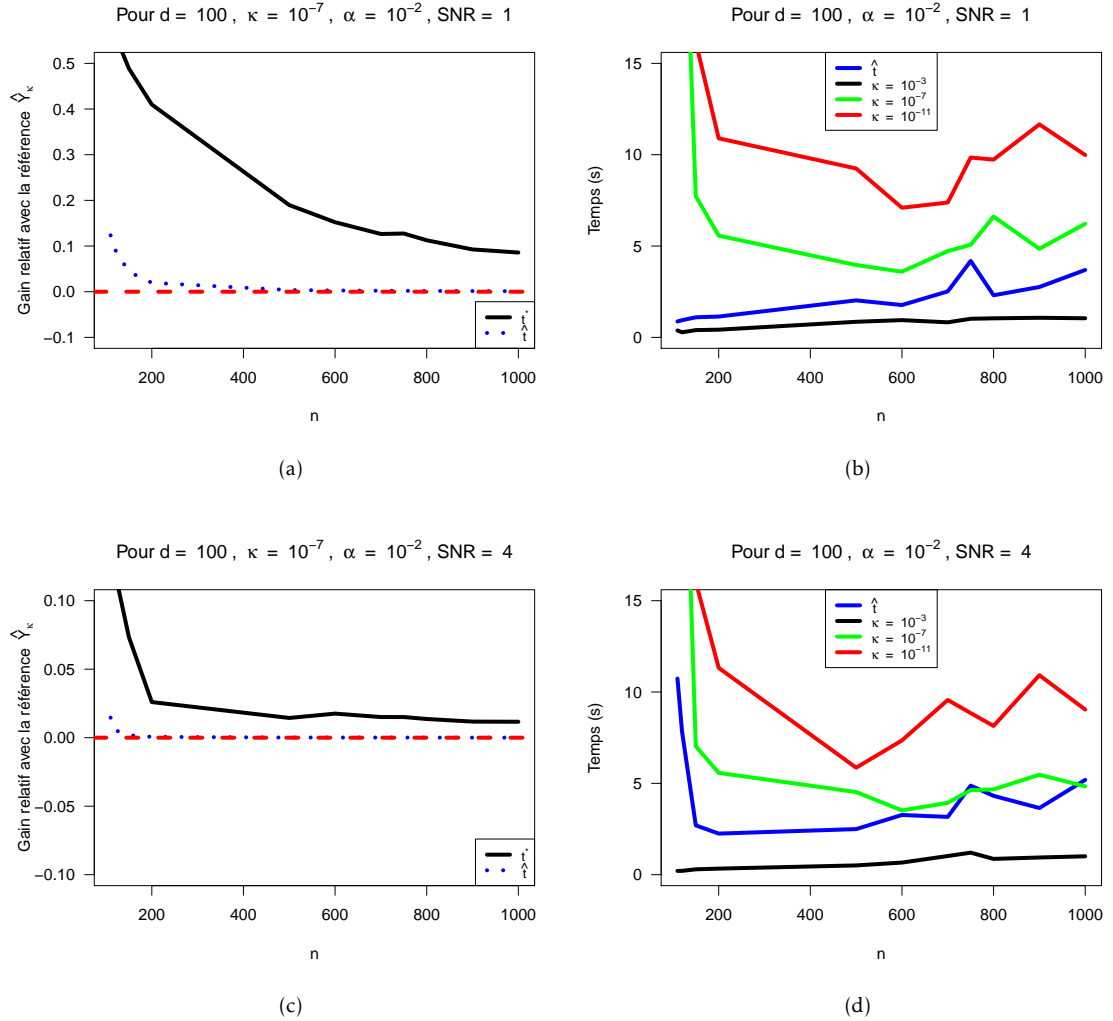 Pour d = 100 , κ = 10⁻⁷ , α = 10⁻² , SNR = 1
Gain relatif avec la référence Ŷκ
0.5
0.4
0.3
0.2
0.1
0.0
−0.1
t*
t̂
200
400
600
800
1000
n
(a)
Pour d = 100 , α = 10⁻² , SNR = 1
Temps (s)
15
10
5
0
t̂
κ = 10⁻³
κ = 10⁻⁷
κ = 10⁻¹¹
200
400
600
800
1000
n
(b)
Pour d = 100 , κ = 10⁻⁷ , α = 10⁻² , SNR = 4
Gain relatif avec la référence Ŷκ
0.10
0.05
0.00
−0.05
−0.10
t*
t̂
200
400
600
800
1000
n
(c)
Pour d = 100 , α = 10⁻² , SNR = 4
Temps (s)
15
10
5
0
t̂
κ = 10⁻³
κ = 10⁻⁷
κ = 10⁻¹¹
200
400
600
800
1000
n
(d)